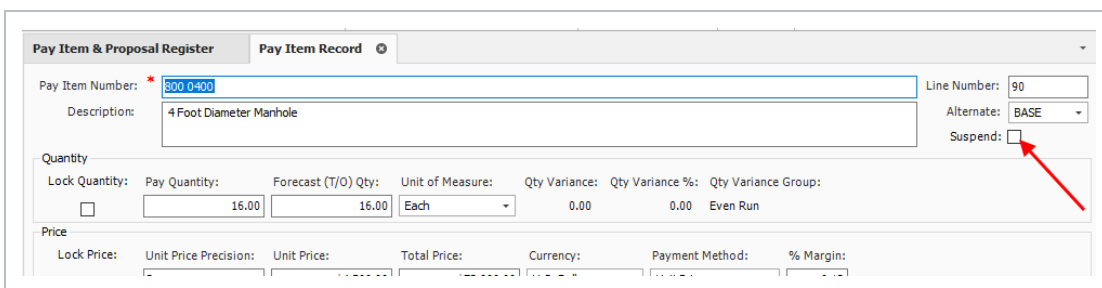 Pay Item & Proposal Register Pay Item Record
Pay Item Number: * 800 0400 Line Number: 90
Description: 4 Foot Diameter Manhole Alternate: BASE
Suspend:
Quantity
Lock Quantity: Pay Quantity: Forecast (T/O) Qty: Unit of Measure: Qty Variance: Qty Variance %: Qty Variance Group:
16.00 16.00 Each 0.00 0.00 Even Run
Price
Lock Price: Unit Price Precision: Unit Price: Total Price: Currency: Payment Method: % Margin: